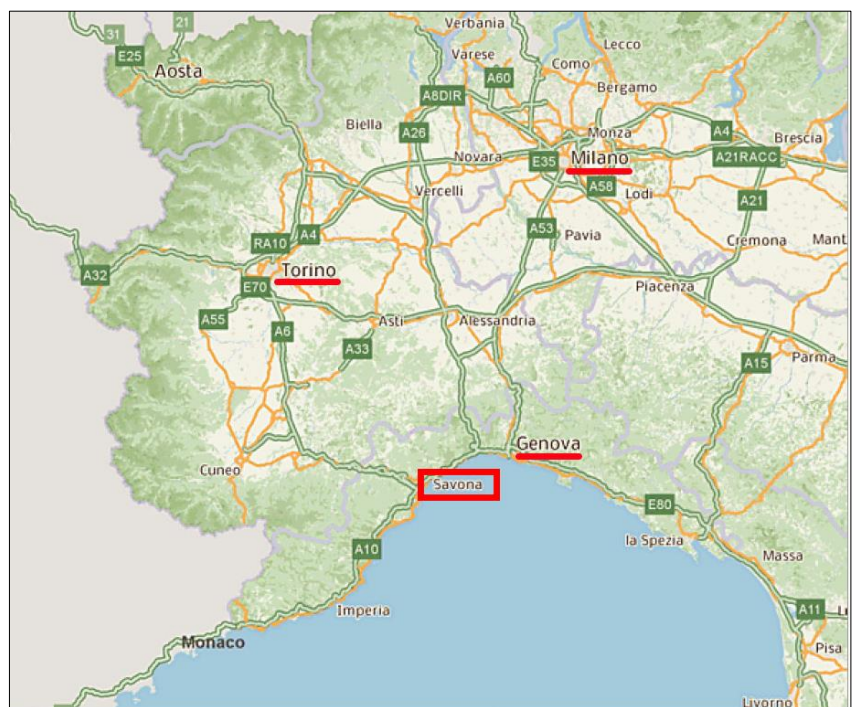 21
31
Verbania
E25
Aosta
Varese
Lecco
Como
A60
Bergamo
A8DIR
Biella
A26
Monza
A4
Brescia
Novara
E35
Milano
A21RACC
Vercelli
A58
Lodi
A21
A53
Pavia
Cremona
Mant
RA10
A4
Torino
A32
E70
Piacenza
A55
A6
Asti
Alessandria
A33
A15
Parma
Genova
Cuneo
Savona
E80
la Spezia
A10
Massa
Imperia
A11
Monaco
Pisa
Livorno